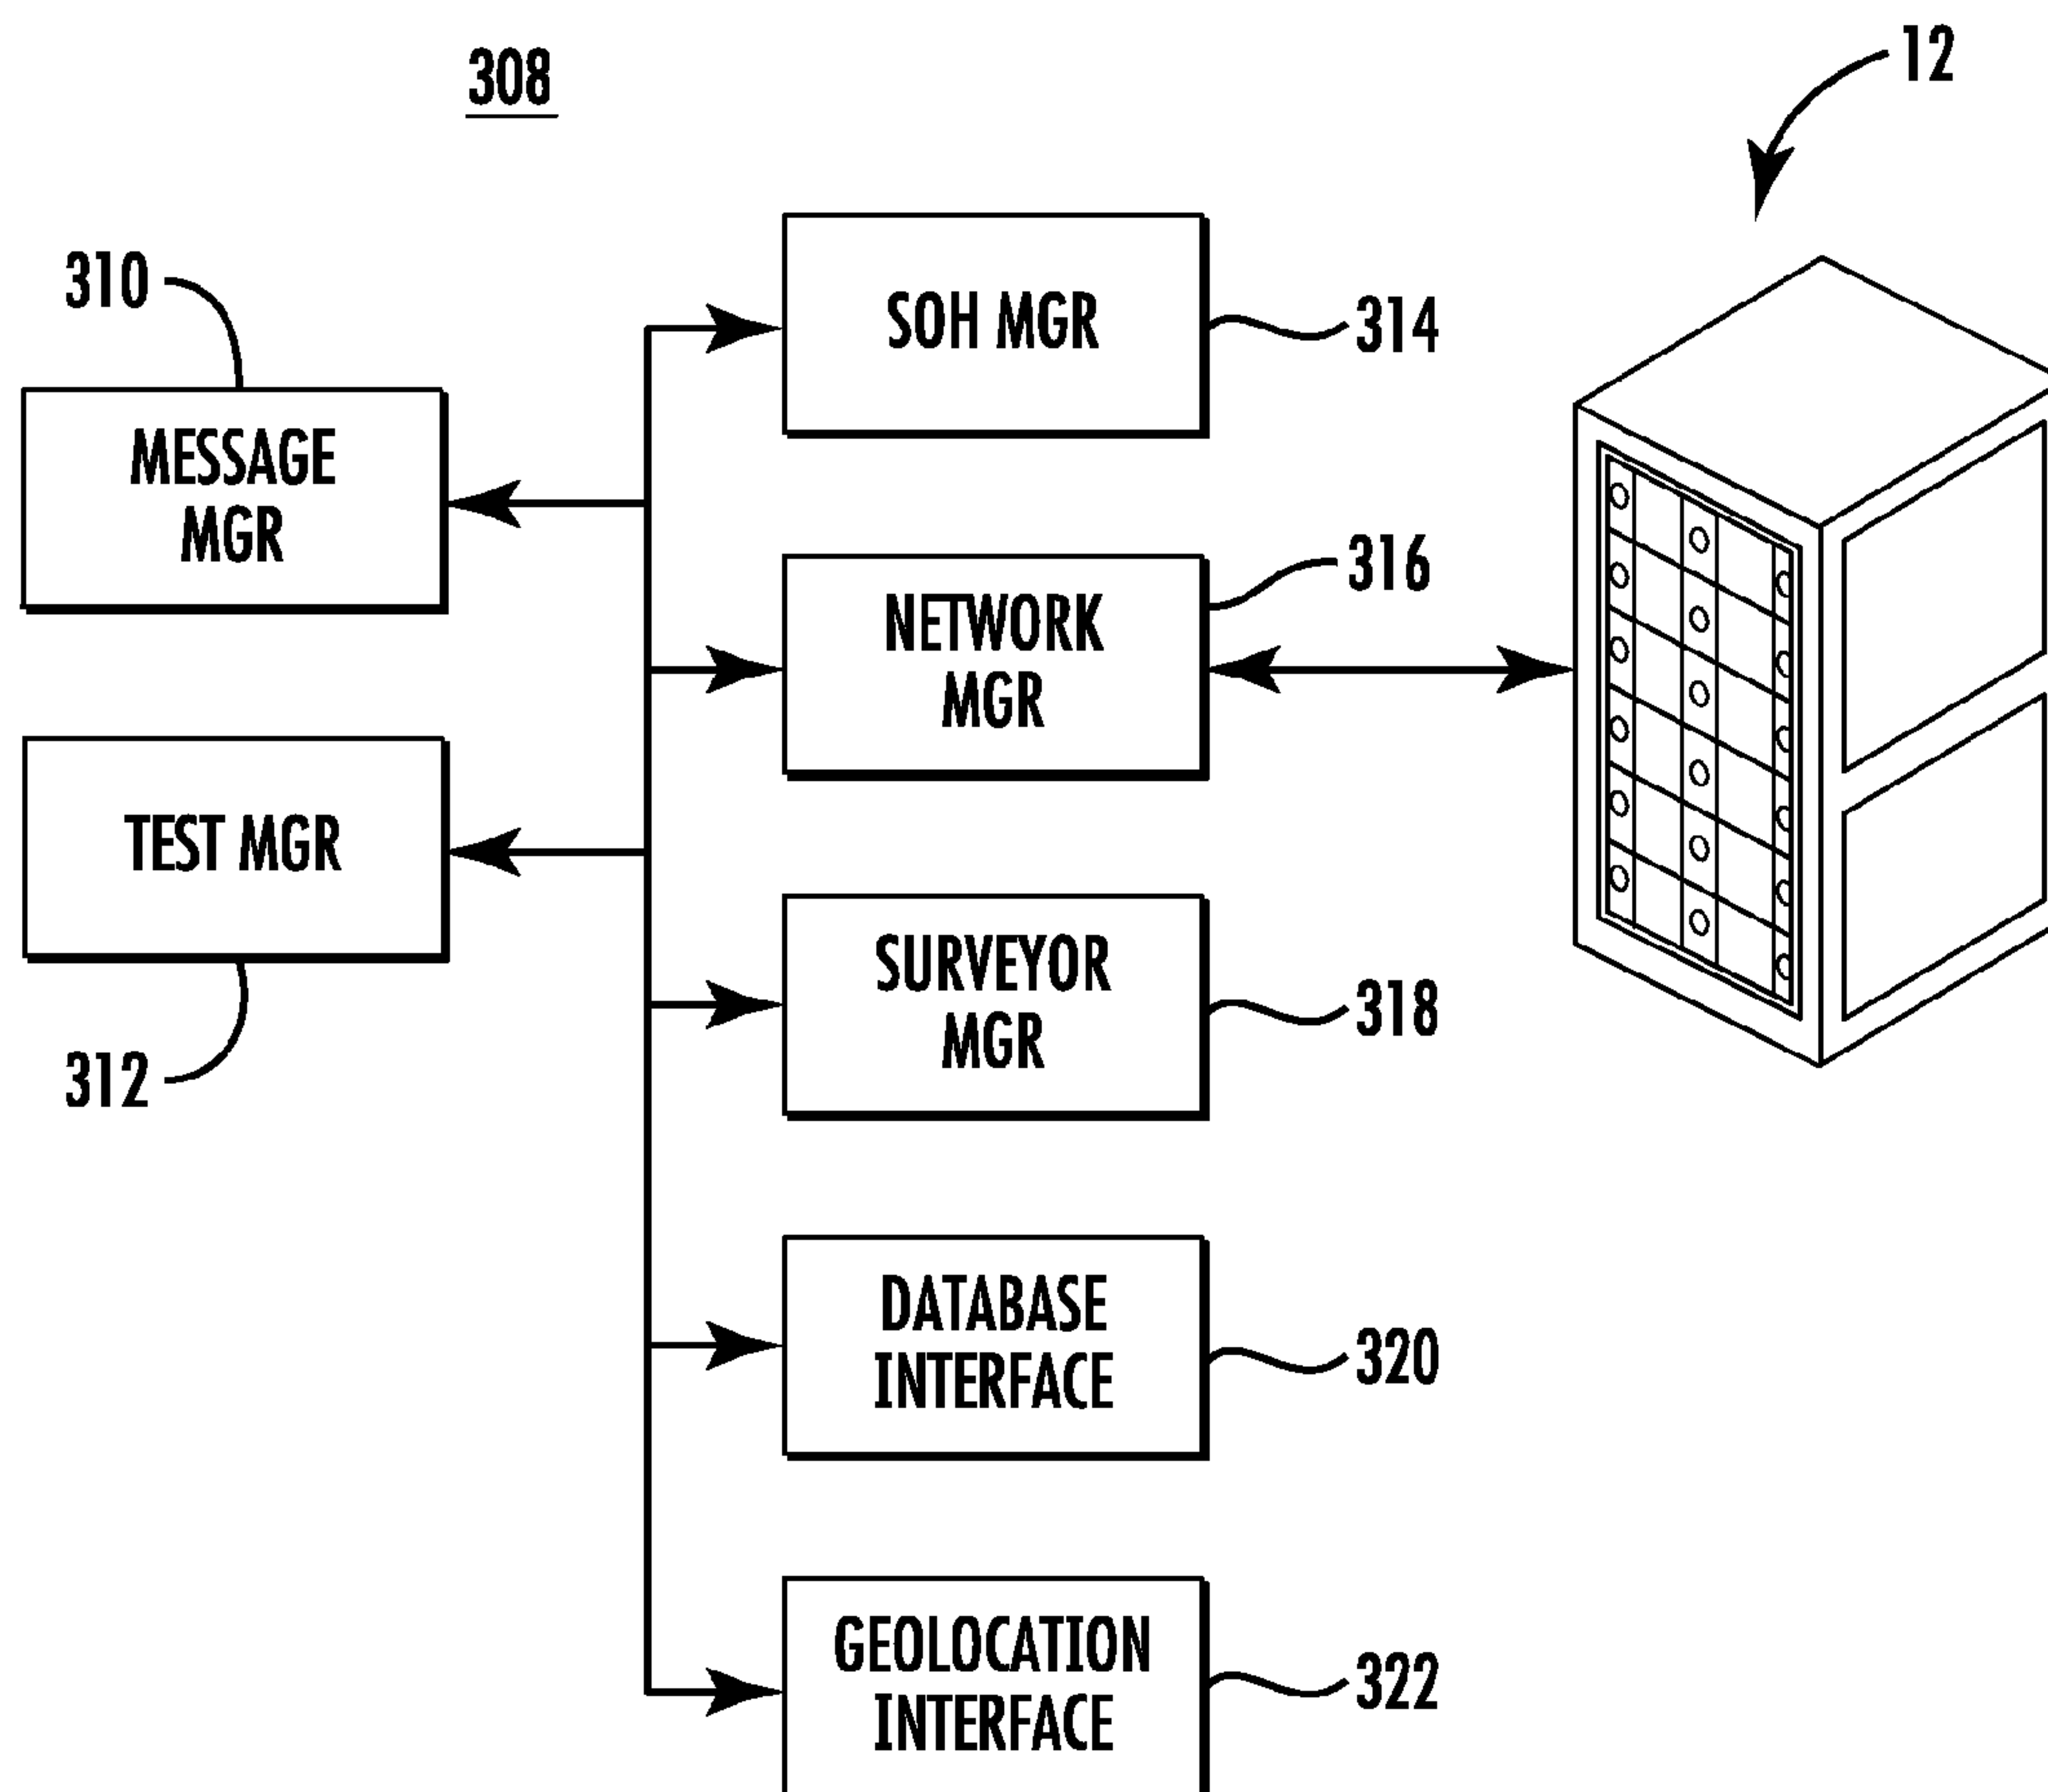 308
12
310
SOH MGR
314
MESSAGE
MGR
316
NETWORK
MGR
TEST MGR
312
SURVEYOR
MGR
318
DATABASE
INTERFACE
320
GEOLOCATION
INTERFACE
322